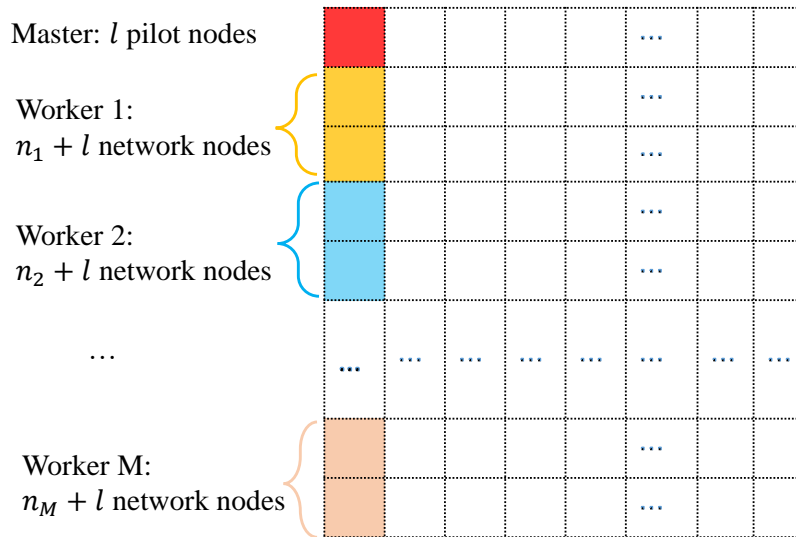 Master: l pilot nodes
...
Worker 1:
n₁ + l network nodes
...
...
Worker 2:
n₂ + l network nodes
...
...
...
... ... ... ... ... ... ... ...
Worker M:
n_M + l network nodes
...
...